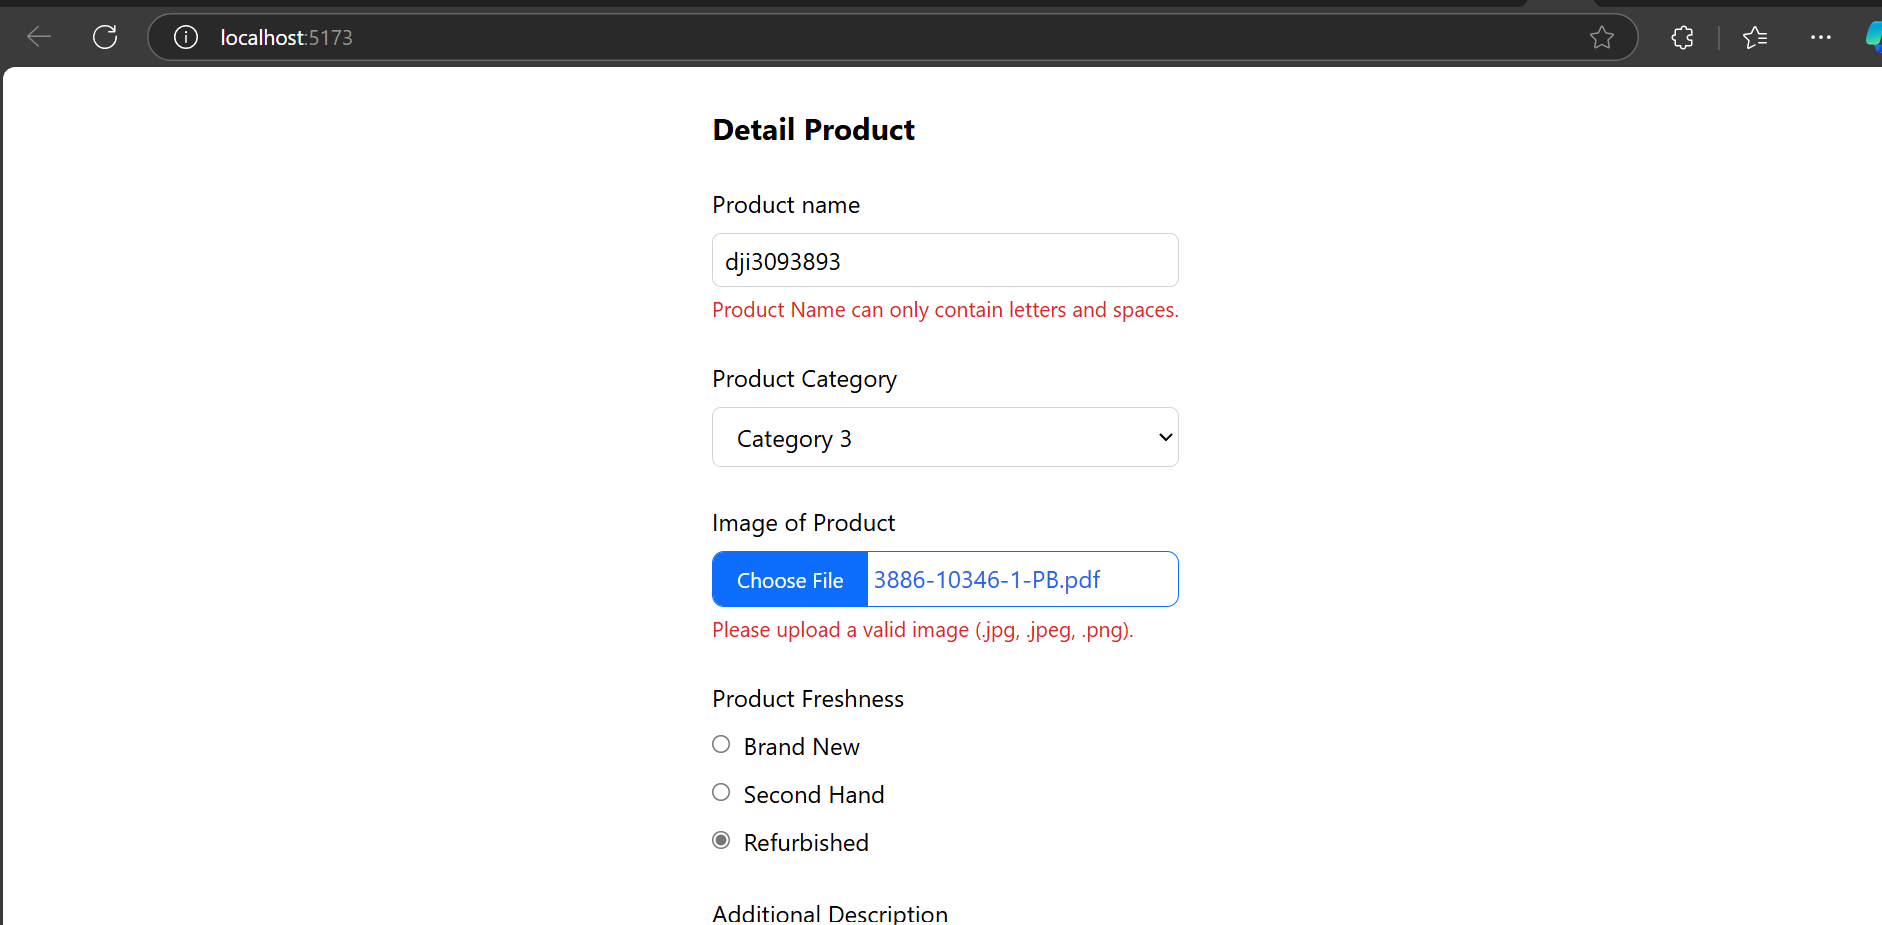 localhost:5173
Detail Product
Product name
dji3093893
Product Name can only contain letters and spaces.
Product Category
Category 3
Image of Product
Choose File 3886-10346-1-PB.pdf
Please upload a valid image (.jpg, .jpeg, .png).
Product Freshness
Brand New
Second Hand
Refurbished
Additional Description